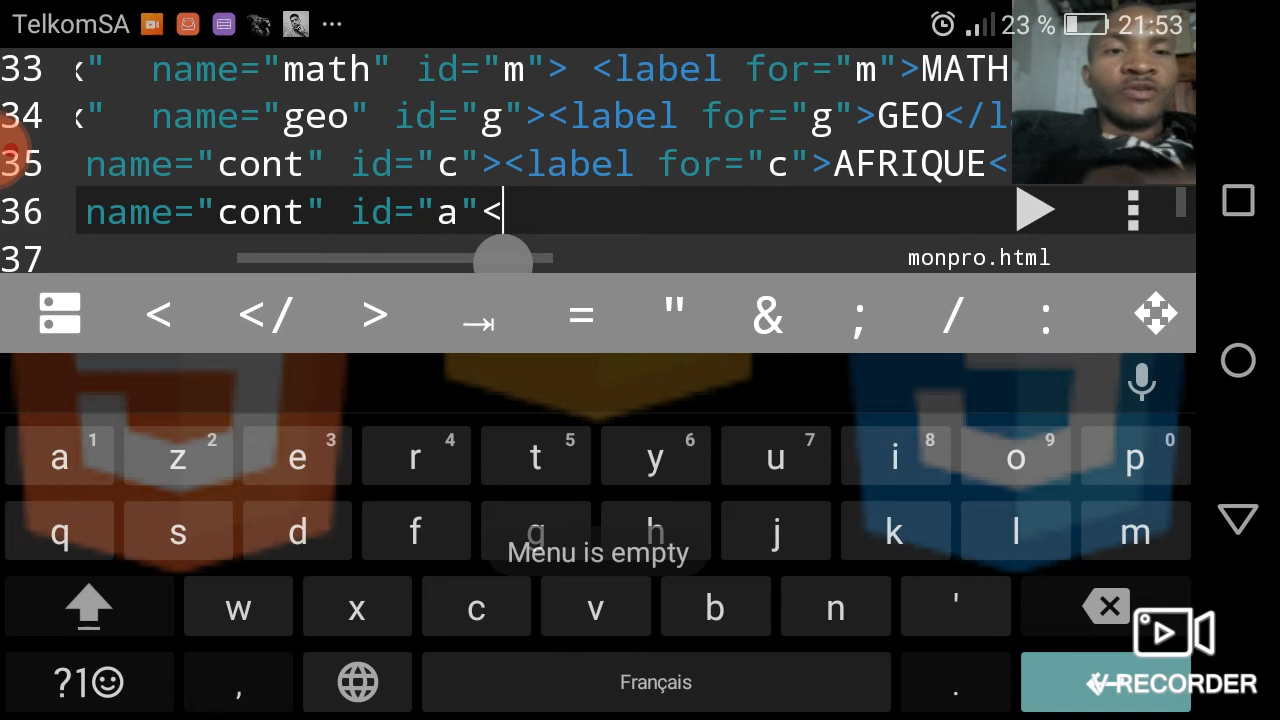 TelkomSA ... 23 % 21:53
33 x" name="math" id="m"> <label for="m">MATH
34 x" name="geo" id="g"><label for="g">GEO</l
35 name="cont" id="c"><label for="c">AFRIQUE<
36 name="cont" id="a"<
37
monpro.html
< </ > ⇥ = " & ; / :
a 1 z 2 e 3 r 4 t 5 y 6 u 7 i 8 o 9 p 0
q s d f g h j k l m
Menu is empty
w x c v b n '
?1☺ , Français .
V-RECORDER